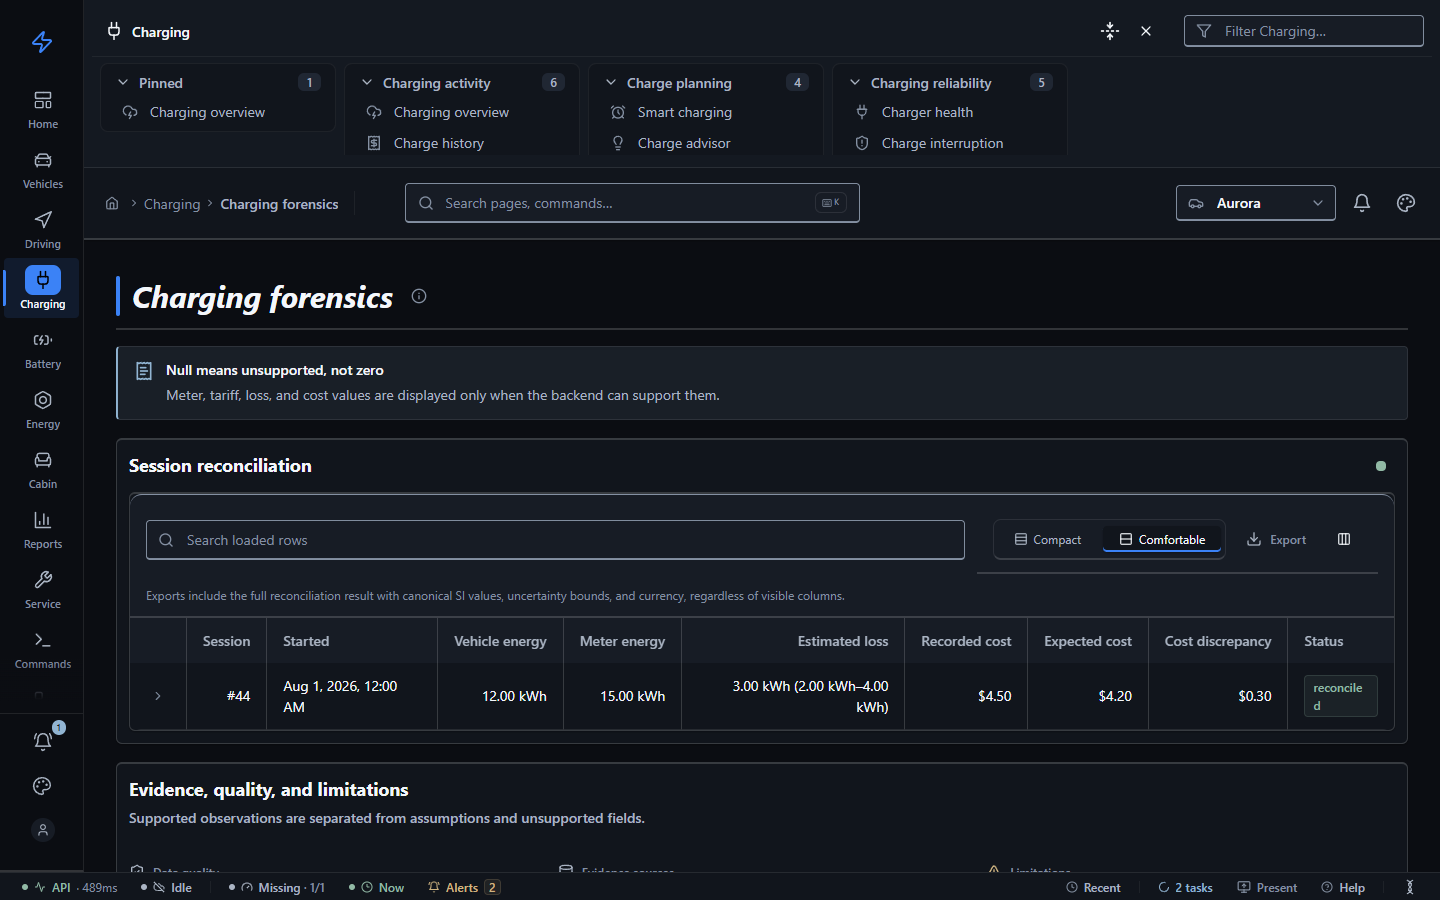 Charging
Filter Charging...
Pinned 1
Charging overview
Charging activity 6
Charging overview
Charge history
Charge planning 4
Smart charging
Charge advisor
Charging reliability 5
Charger health
Charge interruption
Home
Vehicles
Driving
Charging
Battery
Energy
Cabin
Reports
Service
Commands
1
Charging
Charging forensics
Search pages, commands...
K
Aurora
Charging forensics
Null means unsupported, not zero
Meter, tariff, loss, and cost values are displayed only when the backend can support them.
Session reconciliation
Search loaded rows
Compact
Comfortable
Export
Exports include the full reconciliation result with canonical SI values, uncertainty bounds, and currency, regardless of visible columns.
Session Started Vehicle energy Meter energy Estimated loss Recorded cost Expected cost Cost discrepancy Status
#44 Aug 1, 2026, 12:00 AM 12.00 kWh 15.00 kWh 3.00 kWh (2.00 kWh–4.00 kWh) $4.50 $4.20 $0.30 reconciled
Evidence, quality, and limitations
Supported observations are separated from assumptions and unsupported fields.
Data quality
Evidence sources
Limitations
API · 489ms
Idle
Missing · 1/1
Now
Alerts 2
Recent
2 tasks
Present
Help